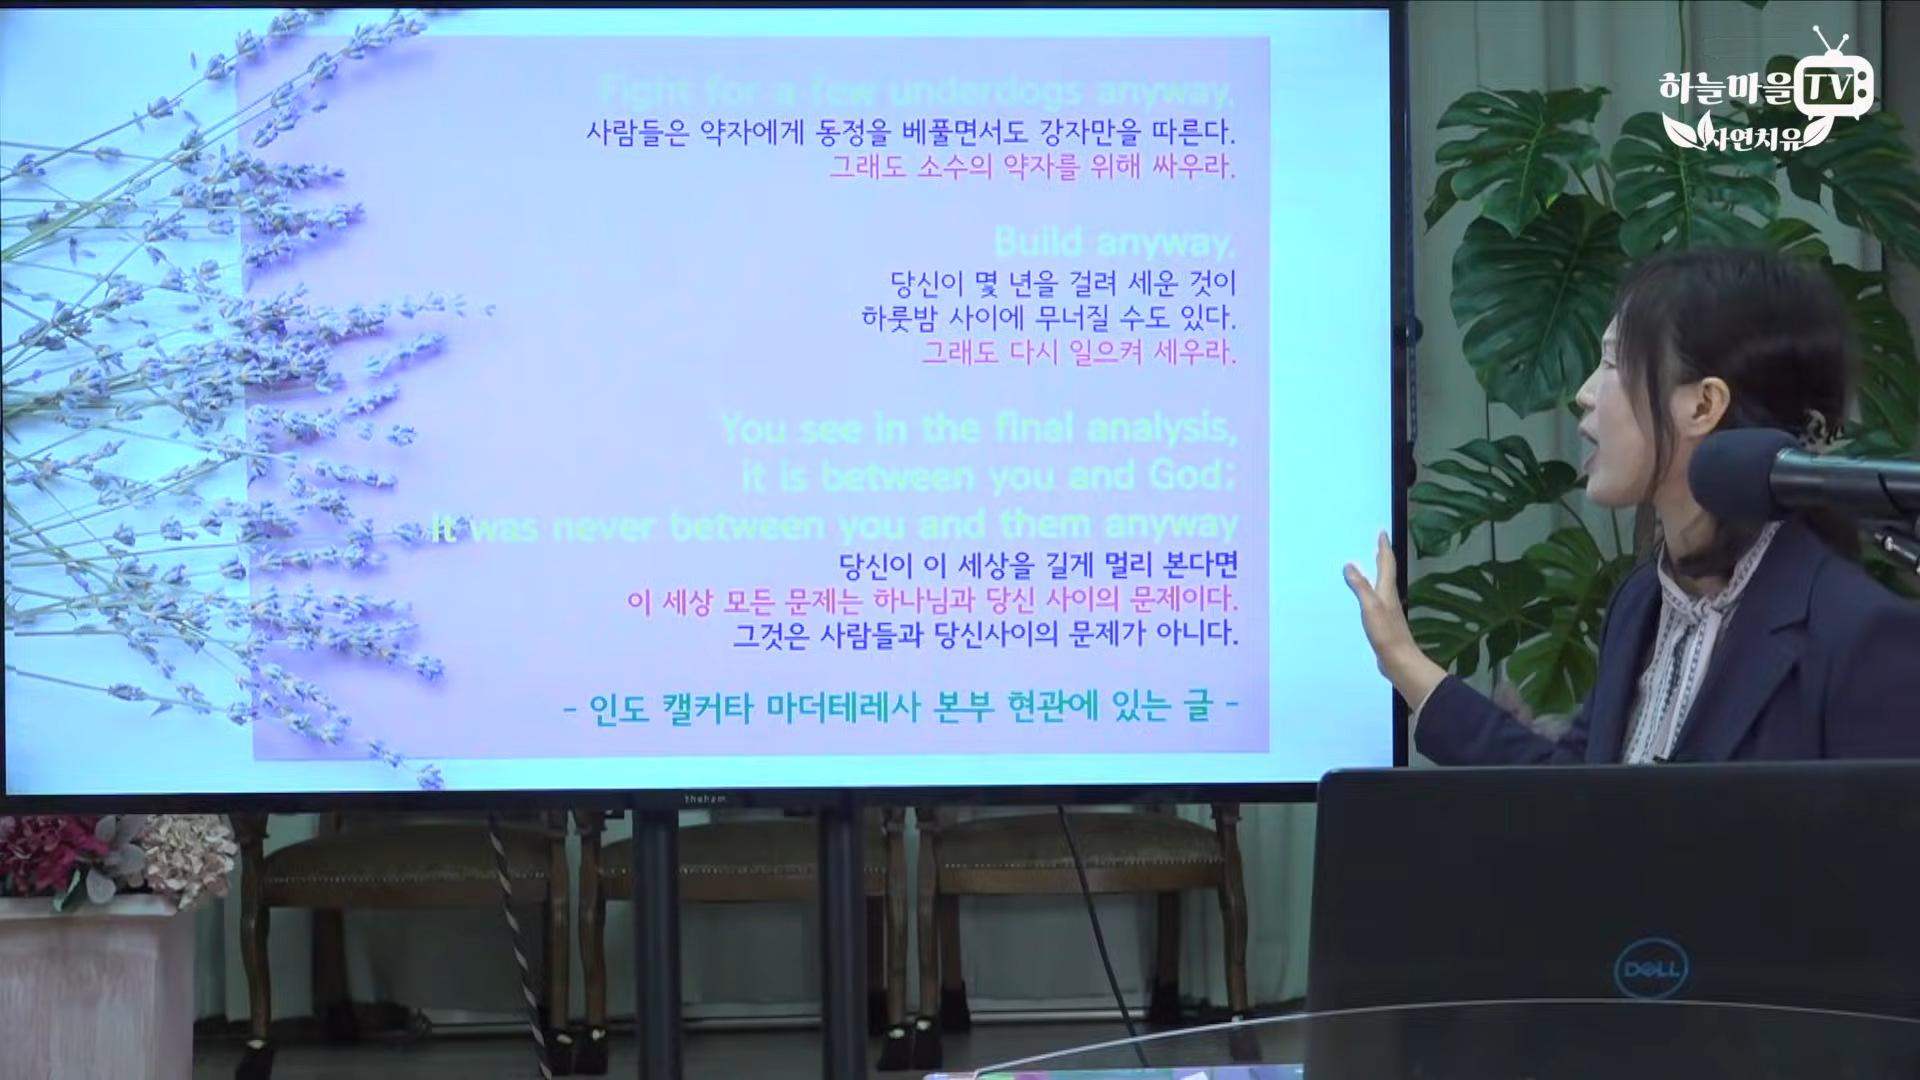 Fight for a few underdogs anyway.
사람들은 약자에게 동정을 베풀면서도 강자만을 따른다.
그래도 소수의 약자를 위해 싸우라.
Build anyway.
당신이 몇 년을 걸려 세운 것이
하룻밤 사이에 무너질 수도 있다.
그래도 다시 일으켜 세우라.
You see in the final analysis,
it is between you and God;
It was never between you and them anyway
당신이 이 세상을 길게 멀리 본다면
이 세상 모든 문제는 하나님과 당신 사이의 문제이다.
그것은 사람들과 당신사이의 문제가 아니다.
- 인도 캘커타 마더테레사 본부 현관에 있는 글 -
하늘마을 TV
자연치유
DELL